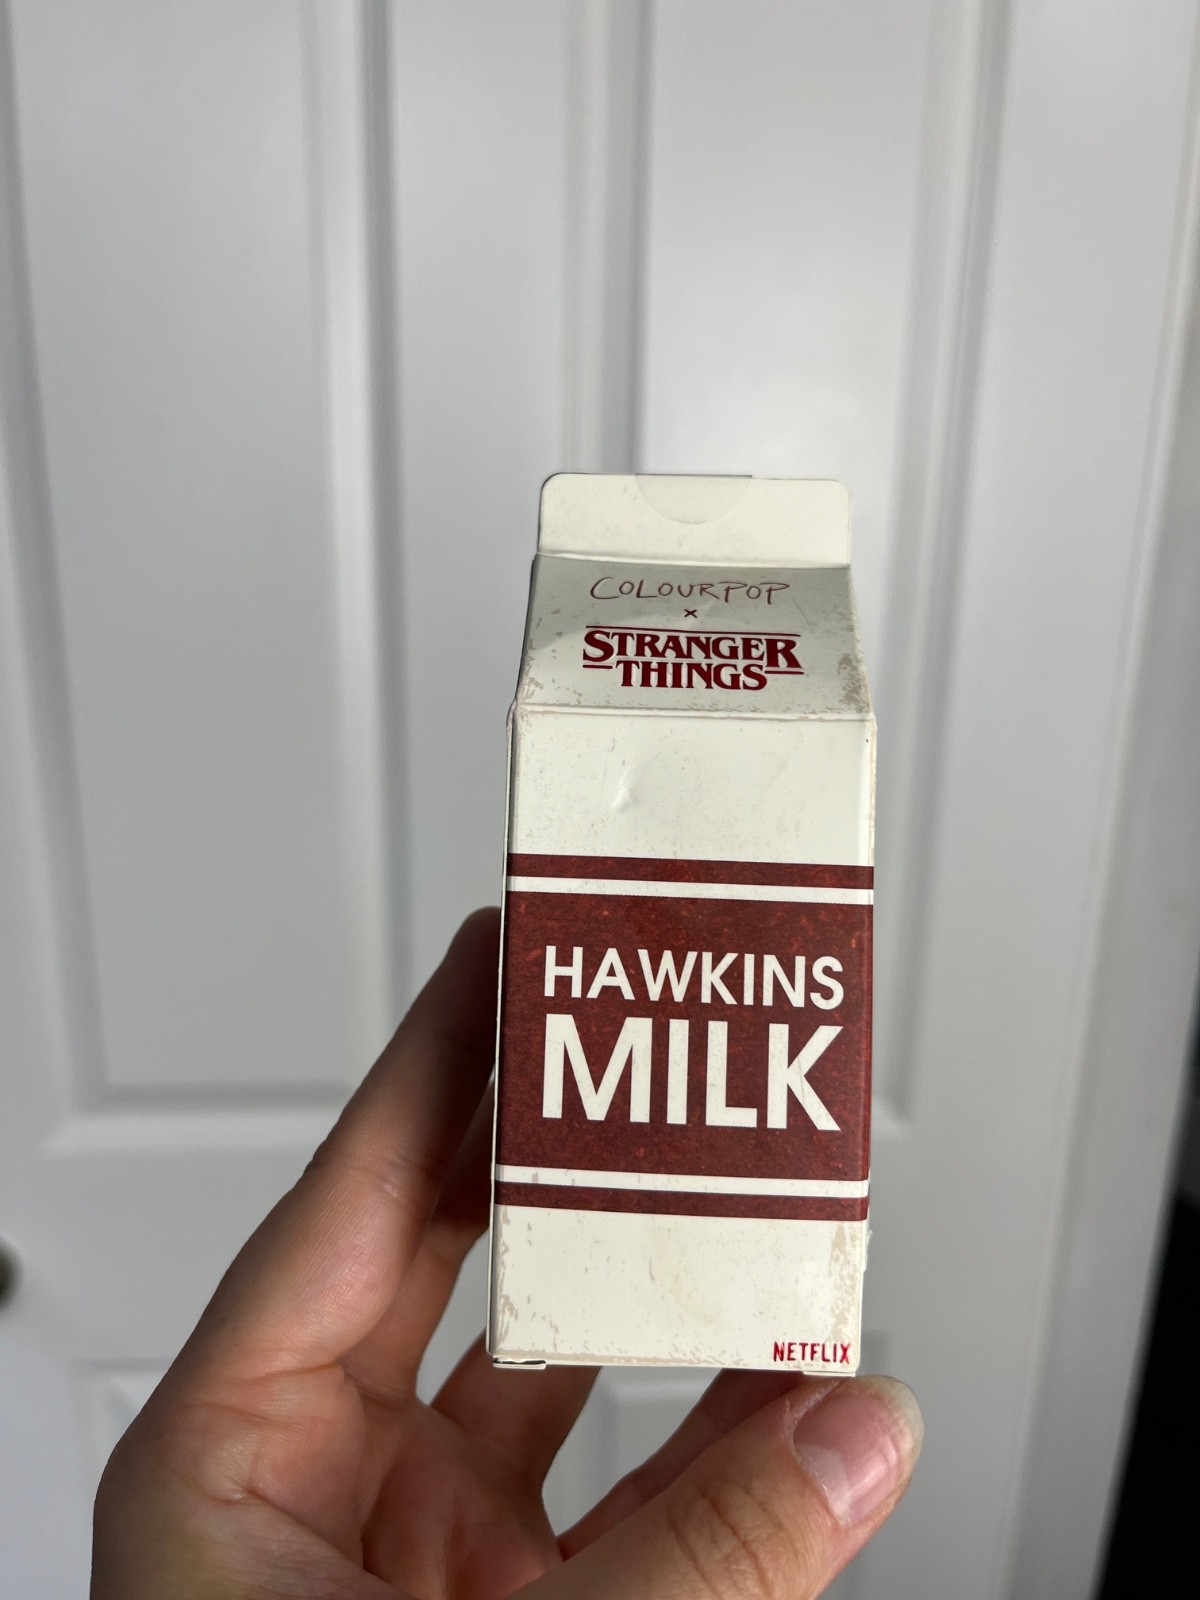 COLOURPOP
x
STRANGER
THINGS
HAWKINS
MILK
NETFLIX